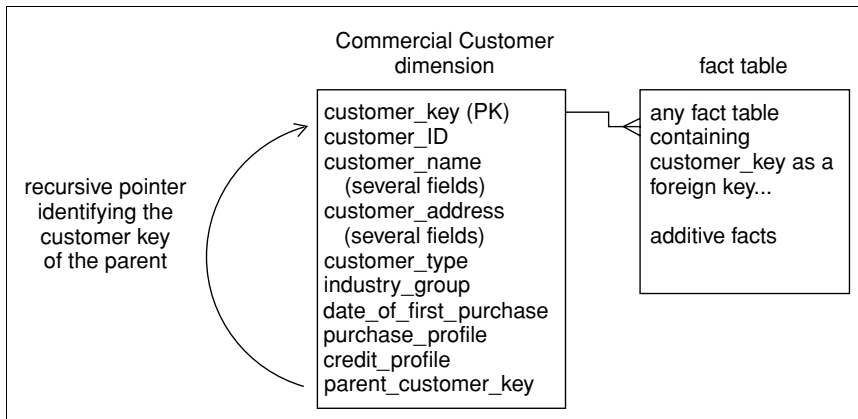 Commercial Customer
dimension
customer_key (PK)
customer_ID
customer_name
(several fields)
customer_address
(several fields)
customer_type
industry_group
date_of_first_purchase
purchase_profile
credit_profile
parent_customer_key
fact table
any fact table
containing
customer_key as a
foreign key...
additive facts
recursive pointer
identifying the
customer key
of the parent